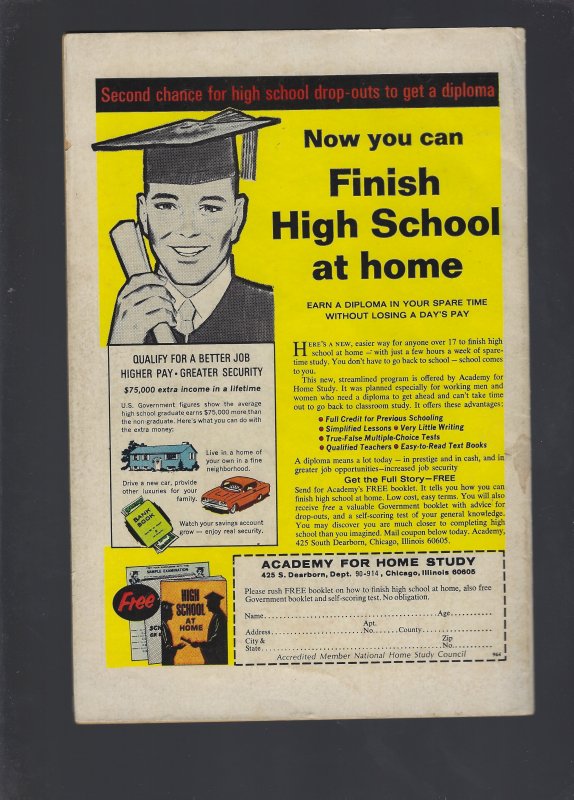 Second chance for high school drop-outs to get a diploma
Now you can
Finish
High School
at home
EARN A DIPLOMA IN YOUR SPARE TIME
WITHOUT LOSING A DAY'S PAY
QUALIFY FOR A BETTER JOB
HIGHER PAY - GREATER SECURITY
$75,000 extra income in a lifetime
U.S. Government figures show the average
high school graduate earns $75,000 more than
the non-graduate. Here's what you can do with
the extra money:
Live in a home of
your own in a fine
neighborhood.
Drive a new car, provide
other luxuries for your
family.
BANK
BOOK
Watch your savings account
grow — enjoy real security.
HERE'S A NEW, easier way for anyone over 17 to finish high
school at home — with just a few hours a week of spare-
time study. You don't have to go back to school — school comes
to you.
This new, streamlined program is offered by Academy for
Home Study. It was planned especially for working men and
women who need a diploma to get ahead and can't take time
out to go back to classroom study. It offers these advantages:
• Full Credit for Previous Schooling
• Simplified Lessons • Very Little Writing
• True-False Multiple-Choice Tests
• Qualified Teachers • Easy-to-Read Text Books
A diploma means a lot today — in prestige and in cash, and in
greater job opportunities—increased job security
Get the Full Story—FREE
Send for Academy's FREE booklet. It tells you how you can
finish high school at home. Low cost, easy terms. You will also
receive free a valuable Government booklet with advice for
drop-outs, and a self-scoring test of your general knowledge.
You may discover you are much closer to completing high
school than you imagined. Mail coupon below today. Academy,
425 South Dearborn, Chicago, Illinois 60605.
SAMPLE EXAMINATION
Free
HIGH
SCHOOL
AT
HOME
ACADEMY FOR HOME STUDY
425 S. Dearborn, Dept. 90-914, Chicago, Illinois 60605
Please rush FREE booklet on how to finish high school at home, also free
Government booklet and self-scoring test. No obligation.
Name Age
Apt.
Address No. County
City & Zip
State No.
Accredited Member National Home Study Council 964